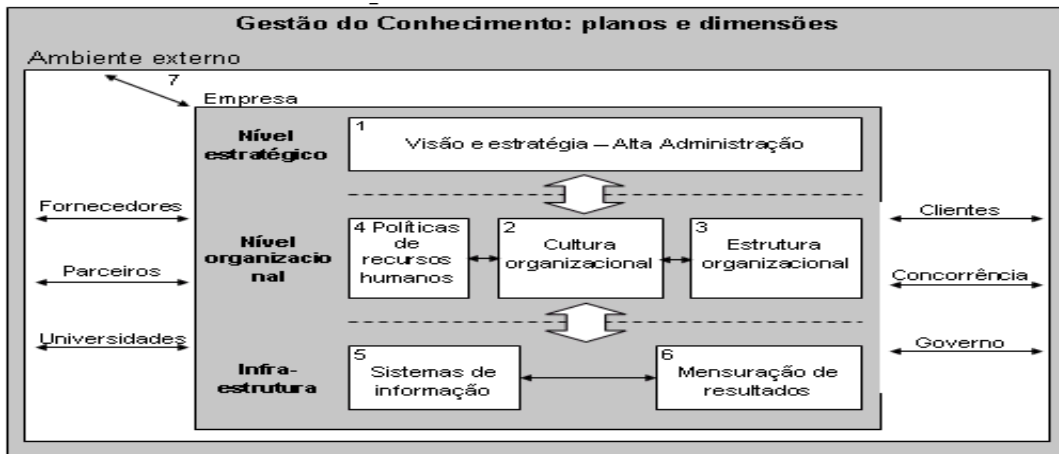 Gestão do Conhecimento: planos e dimensões
Ambiente externo
7
Empresa
Nível
estratégico
1
Visão e estratégia – Alta Administração
Fornecedores
Parceiros
Universidades
Nível
organizacio
nal
4 Políticas
de
recursos
humanos
2
Cultura
organizacional
3
Estrutura
organizacional
Clientes
Concorrência
Governo
Infra-
estrutura
5
Sistemas de
informação
6
Mensuração de
resultados